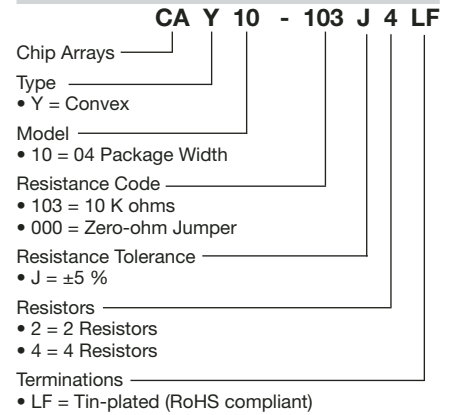 CA Y 10 - 103 J 4 LF
Chip Arrays
Type
• Y = Convex
Model
• 10 = 04 Package Width
Resistance Code
• 103 = 10 K ohms
• 000 = Zero-ohm Jumper
Resistance Tolerance
• J = ±5 %
Resistors
• 2 = 2 Resistors
• 4 = 4 Resistors
Terminations
• LF = Tin-plated (RoHS compliant)